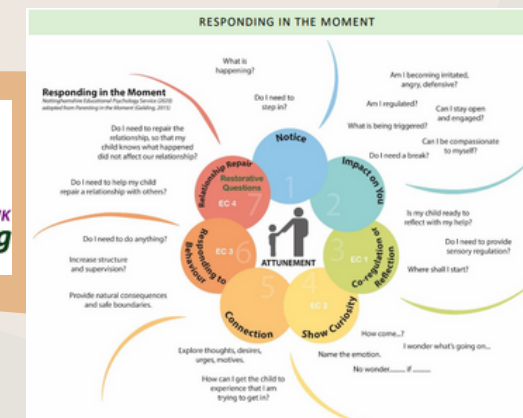 RESPONDING IN THE MOMENT
Responding in the Moment
Nottinghamshire Educational Psychology Service (2020)
adapted from Parenting in the Moment (Golding, 2015)
What is
happening?
Do I need to
step in?
Notice
1
Am I becoming irritated,
angry, defensive?
Am I regulated?
Can I stay open
and engaged?
What is being triggered?
Can I be compassionate
to myself?
Do I need a break?
Impact on You
2
Is my child ready to
reflect with my help?
Do I need to provide
sensory regulation?
Where shall I start?
Co-regulation or
Reflection
EC 1
3
How come...?
I wonder what's going on...
Name the emotion.
No wonder...... if ......
Show Curiosity
EC 2
4
Explore thoughts, desires,
urges, motives.
How can I get the child to
experience that I am
trying to get in?
Connection
5
Do I need to do anything?
Increase structure
and supervision?
Provide natural consequences
and safe boundaries.
Responding to
Behaviour
EC 3
6
Do I need to repair the
relationship, so that my
child knows what happened
did not affect our relationship?
Do I need to help my child
repair a relationship with others?
Relationship Repair
Restorative
Questions
EC 4
7
ATTUNEMENT